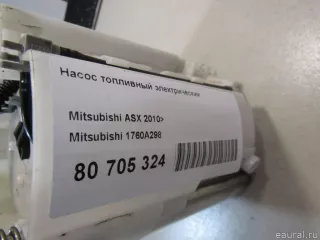 Насос топливный электрический
Mitsubishi ASX 2010>
Mitsubishi 1760A298
80 705 324
eaural.ru